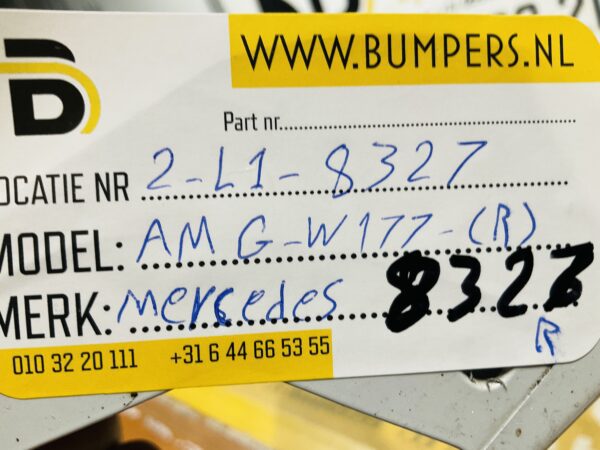 WWW.BUMPERS.NL
B
Part nr.
OCATIE NR 2-L1-8327
MODEL: AMG-W177-(R)
MERK: Mercedes 8327
R
010 32 20 111 +31 6 44 66 53 55